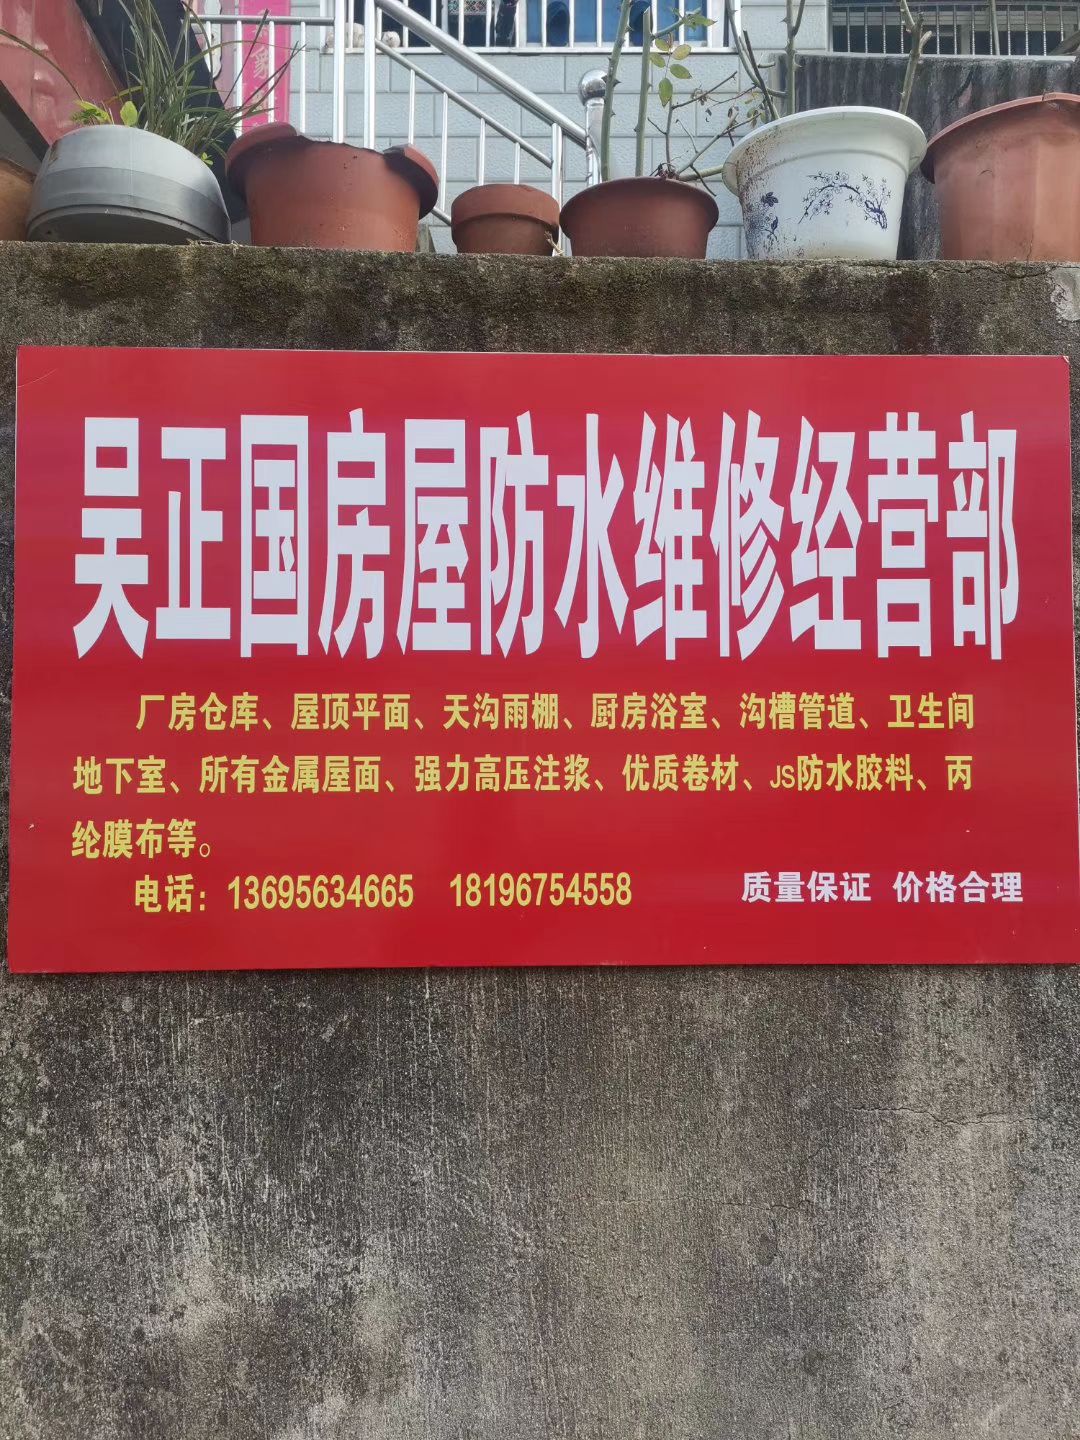 吴正国房屋防水维修经营部
厂房仓库、屋顶平面、天沟雨棚、厨房浴室、沟槽管道、卫生间
地下室、所有金属屋面、强力高压注浆、优质卷材、JS防水胶料、丙
纶膜布等。
电话：13695634665 18196754558 质量保证 价格合理